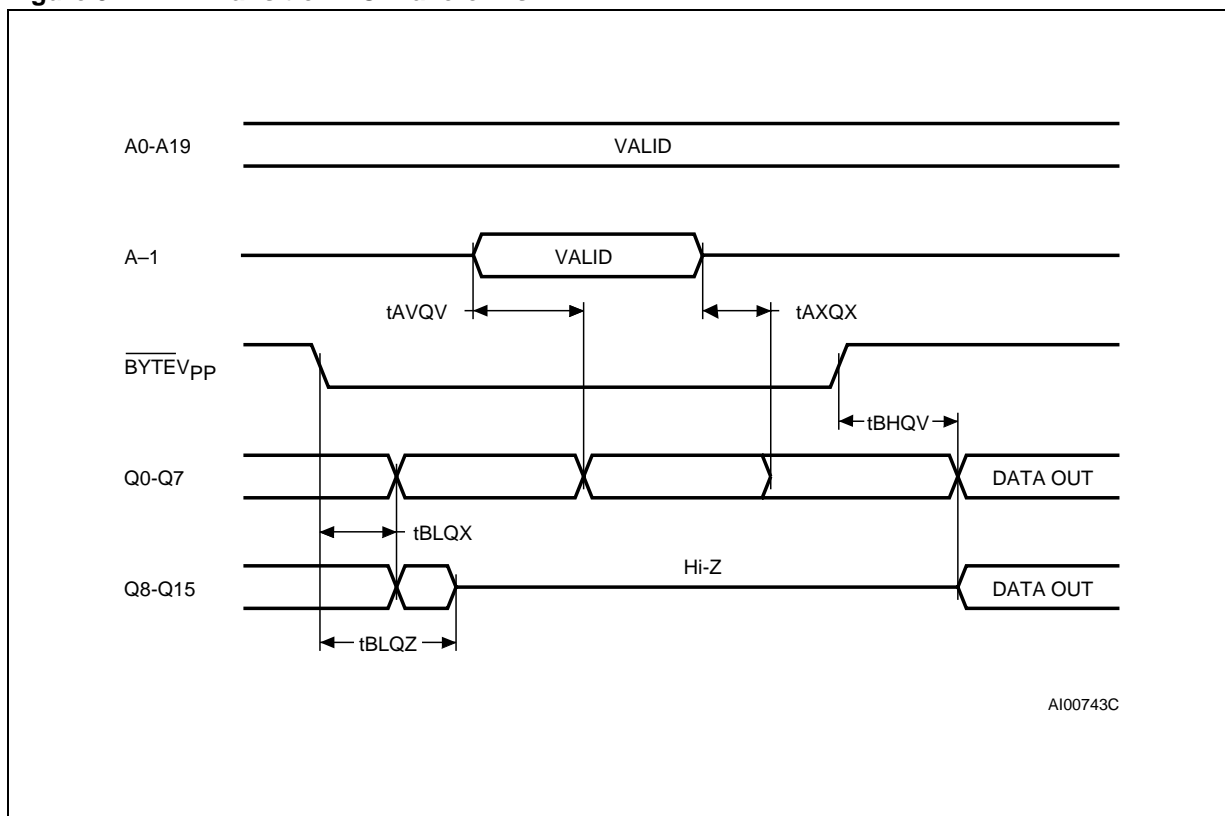 A0-A19
VALID
A–1
VALID
tAVQV
tAXQX
BYTEVPP
tBHQV
Q0-Q7
DATA OUT
tBLQX
Hi-Z
Q8-Q15
DATA OUT
tBLQZ
AI00743C